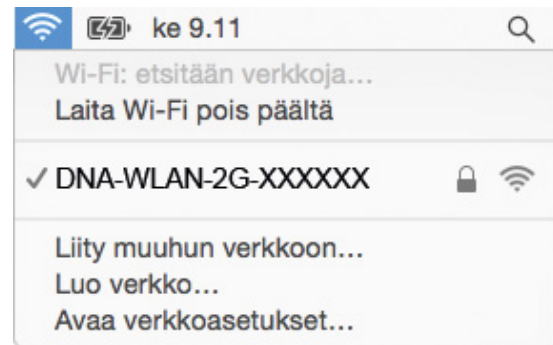 ke 9.11
Wi-Fi: etsitään verkkoja...
Laita Wi-Fi pois päältä
DNA-WLAN-2G-XXXXXX
Liity muuhun verkkoon...
Luo verkko...
Avaa verkkoasetukset...